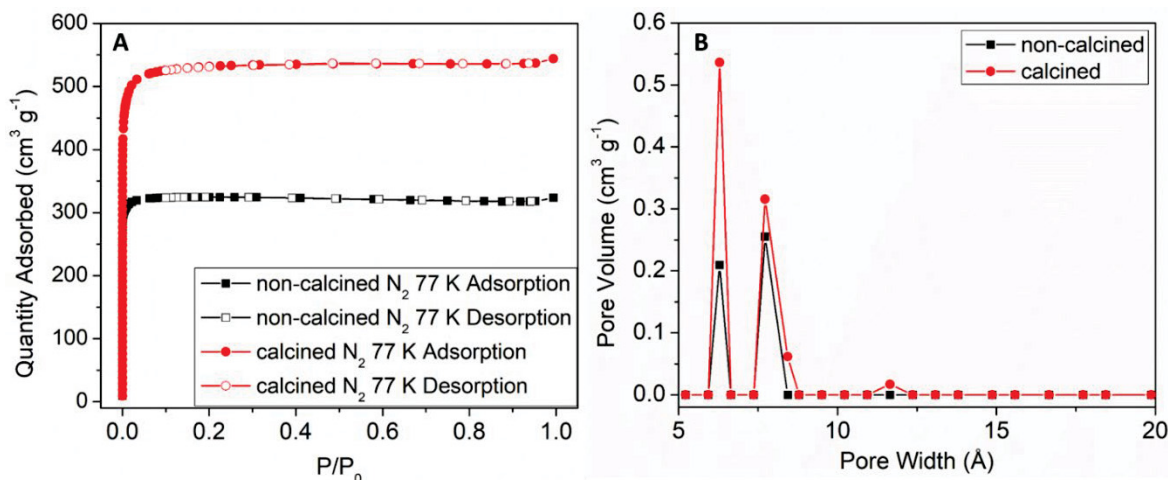 A
600
500
400
300
200
100
0
Quantity Adsorbed (cm³ g⁻¹)
non-calcined N₂ 77 K Adsorption
non-calcined N₂ 77 K Desorption
calcined N₂ 77 K Adsorption
calcined N₂ 77 K Desorption
0.0 0.2 0.4 0.6 0.8 1.0
P/P₀
B
0.6
0.5
0.4
0.3
0.2
0.1
0.0
Pore Volume (cm³ g⁻¹)
non-calcined
calcined
5 10 15 20
Pore Width (Å)